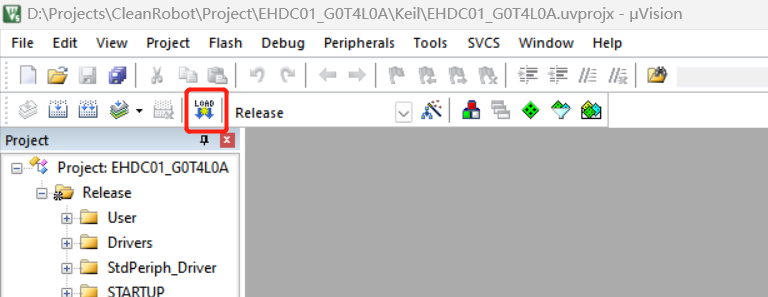 D:\Projects\CleanRobot\Project\EHDC01_G0T4L0A\Keil\EHDC01_G0T4L0A.uvprojx - µVision
File Edit View Project Flash Debug Peripherals Tools SVCS Window Help
LOAD Release
Project
Project: EHDC01_G0T4L0A
Release
User
Drivers
StdPeriph_Driver
STARTUP